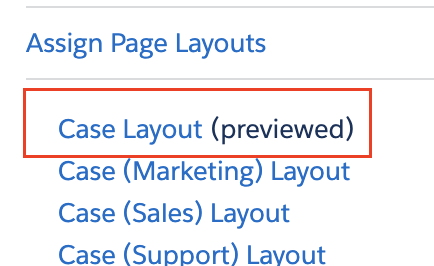 Assign Page Layouts
Case Layout (previewed)
Case (Marketing) Layout
Case (Sales) Layout
Case (Support) Layout